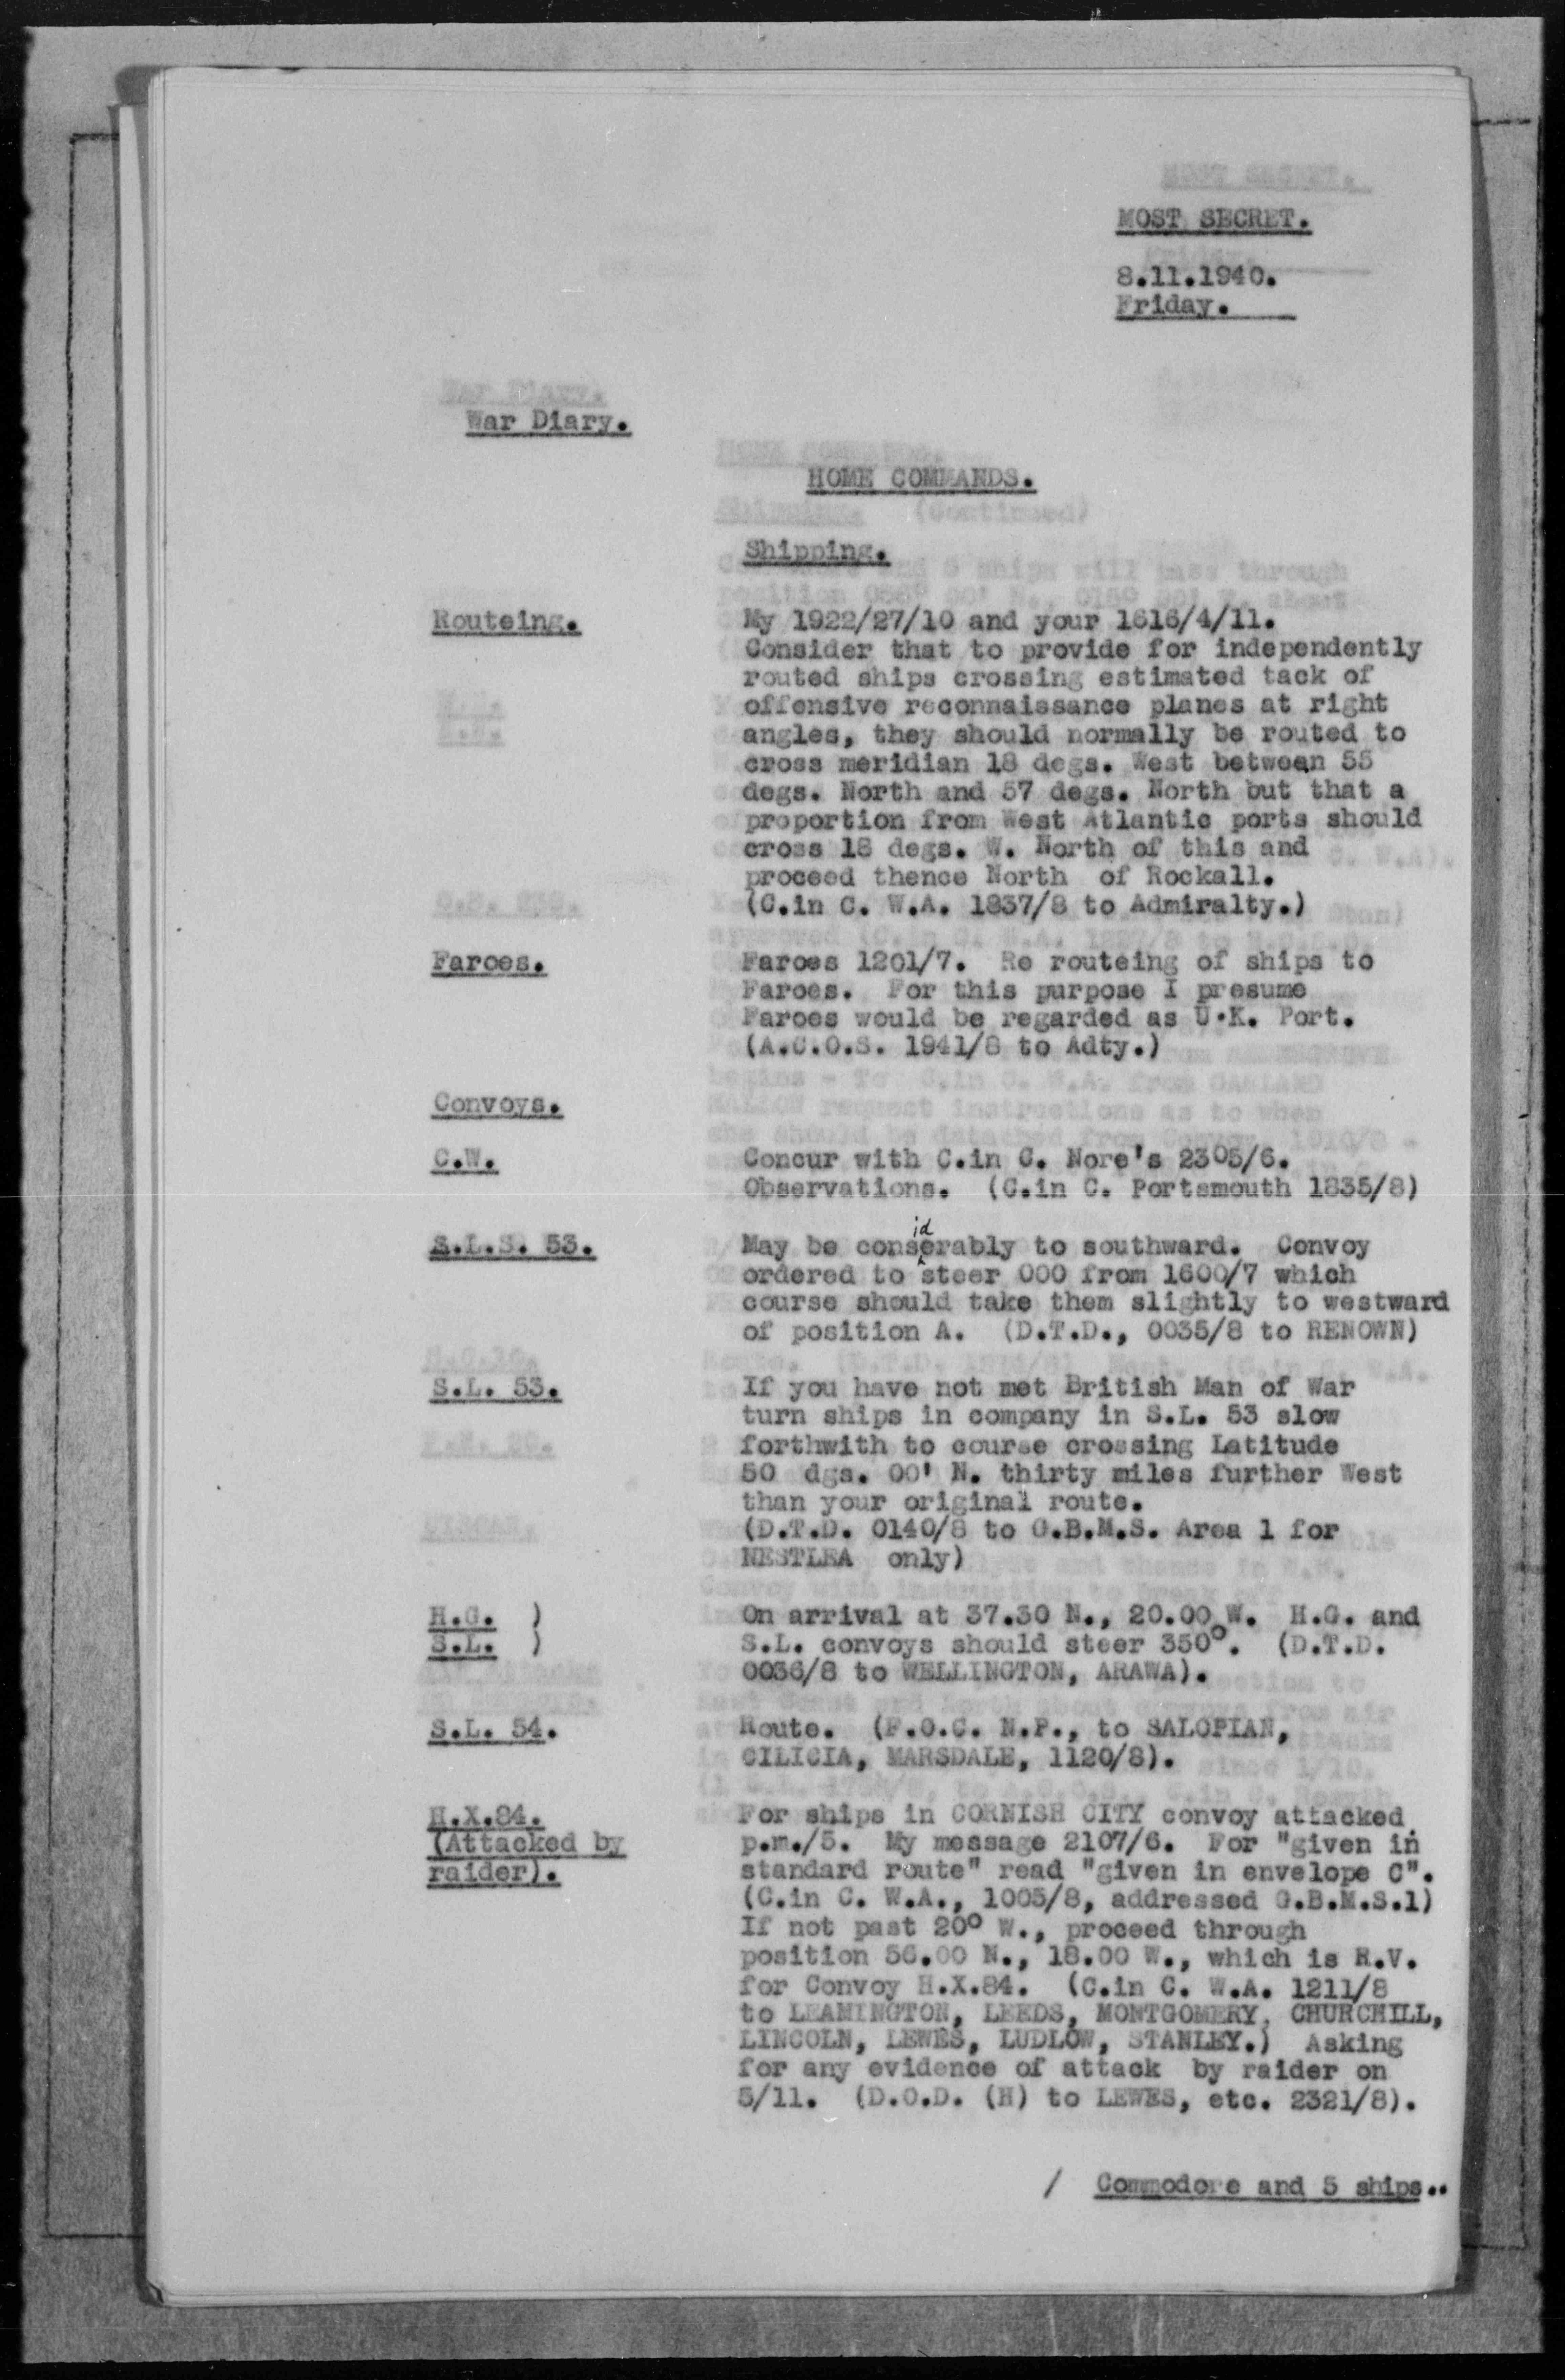 MOST SECRET.
8.11.1940.
Friday.
War Diary.
HOME COMMANDS.
Shipping.
Routeing.
My 1922/27/10 and your 1616/4/11.
Consider that to provide for independently
routed ships crossing estimated tack of
offensive reconnaissance planes at right
angles, they should normally be routed to
cross meridian 18 degs. West between 55
degs. North and 57 degs. North but that a
proportion from West Atlantic ports should
cross 18 degs. W. North of this and
proceed thence North of Rockall.
(C.in C. W.A. 1837/8 to Admiralty.)
Faroes.
Faroes 1201/7. Re routeing of ships to
Faroes. For this purpose I presume
Faroes would be regarded as U.K. Port.
(A.C.O.S. 1941/8 to Adty.)
Convoys.
C.W.
Concur with C.in C. Nore's 2305/6.
Observations. (C.in C. Portsmouth 1835/8)
S.L.S. 53.
May be considerably to southward. Convoy
ordered to steer 000 from 1600/7 which
course should take them slightly to westward
of position A. (D.T.D., 0035/8 to RENOWN)
S.L. 53.
If you have not met British Man of War
turn ships in company in S.L. 53 slow
forthwith to course crossing Latitude
50 dgs. 00' N. thirty miles further West
than your original route.
(D.T.D. 0140/8 to G.B.M.S. Area 1 for
NESTLEA only)
H.G. )
S.L. )
On arrival at 37.30 N., 20.00 W. H.G. and
S.L. convoys should steer 350°. (D.T.D.
0036/8 to WELLINGTON, ARAWA).
S.L. 54.
Route. (F.O.C. N.P., to SALOPIAN,
CILICIA, MARSDALE, 1120/8).
H.X.84.
(Attacked by
raider).
For ships in CORNISH CITY convoy attacked
p.m./5. My message 2107/6. For "given in
standard route" read "given in envelope C".
(C.in C. W.A., 1005/8, addressed G.B.M.S.1)
If not past 20° W., proceed through
position 56.00 N., 18.00 W., which is R.V.
for Convoy H.X.84. (C.in C. W.A. 1211/8
to LEAMINGTON, LEEDS, MONTGOMERY, CHURCHILL,
LINCOLN, LEWES, LUDLOW, STANLEY.) Asking
for any evidence of attack by raider on
5/11. (D.O.D. (H) to LEWES, etc. 2321/8).
/ Commodore and 5 ships..